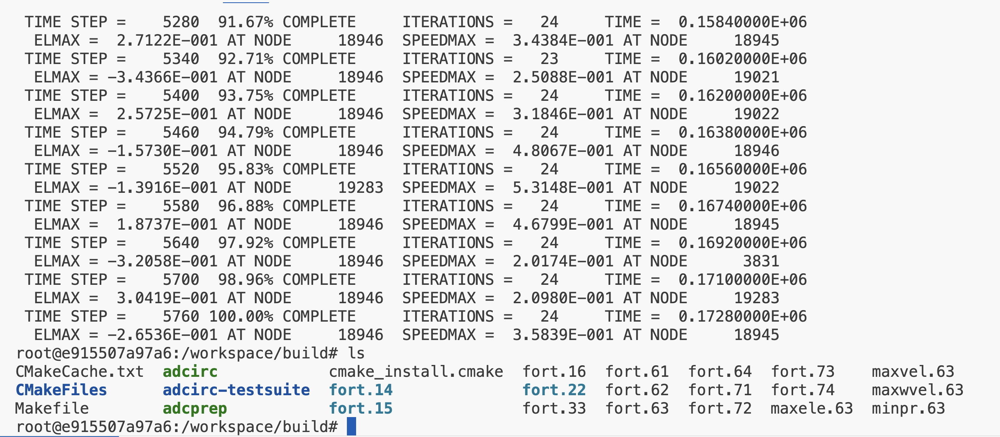 TIME STEP =    5280  91.67% COMPLETE     ITERATIONS =   24     TIME =  0.15840000E+06
ELMAX =  2.7122E-001 AT NODE     18946  SPEEDMAX =  3.4384E-001 AT NODE     18945
TIME STEP =    5340  92.71% COMPLETE     ITERATIONS =   23     TIME =  0.16020000E+06
ELMAX = -3.4366E-001 AT NODE     18946  SPEEDMAX =  2.5088E-001 AT NODE     19021
TIME STEP =    5400  93.75% COMPLETE     ITERATIONS =   24     TIME =  0.16200000E+06
ELMAX =  2.5725E-001 AT NODE     18946  SPEEDMAX =  3.1846E-001 AT NODE     19022
TIME STEP =    5460  94.79% COMPLETE     ITERATIONS =   24     TIME =  0.16380000E+06
ELMAX = -1.5730E-001 AT NODE     18946  SPEEDMAX =  4.8067E-001 AT NODE     18946
TIME STEP =    5520  95.83% COMPLETE     ITERATIONS =   24     TIME =  0.16560000E+06
ELMAX = -1.3916E-001 AT NODE     19283  SPEEDMAX =  5.3148E-001 AT NODE     19022
TIME STEP =    5580  96.88% COMPLETE     ITERATIONS =   24     TIME =  0.16740000E+06
ELMAX =  1.8737E-001 AT NODE     18946  SPEEDMAX =  4.6799E-001 AT NODE     18945
TIME STEP =    5640  97.92% COMPLETE     ITERATIONS =   24     TIME =  0.16920000E+06
ELMAX = -3.2058E-001 AT NODE     18946  SPEEDMAX =  2.0174E-001 AT NODE      3831
TIME STEP =    5700  98.96% COMPLETE     ITERATIONS =   24     TIME =  0.17100000E+06
ELMAX =  3.0419E-001 AT NODE     18946  SPEEDMAX =  2.0980E-001 AT NODE     19283
TIME STEP =    5760 100.00% COMPLETE     ITERATIONS =   24     TIME =  0.17280000E+06
ELMAX = -2.6536E-001 AT NODE     18946  SPEEDMAX =  3.5839E-001 AT NODE     18945
root@e915507a97a6:/workspace/build# ls
CMakeCache.txt  adcirc            cmake_install.cmake  fort.16  fort.61  fort.64  fort.73    maxvel.63
CMakeFiles      adcirc-testsuite  fort.14              fort.22  fort.62  fort.71  fort.74    maxwvel.63
Makefile        adcprep           fort.15              fort.33  fort.63  fort.72  maxele.63  minpr.63
root@e915507a97a6:/workspace/build#